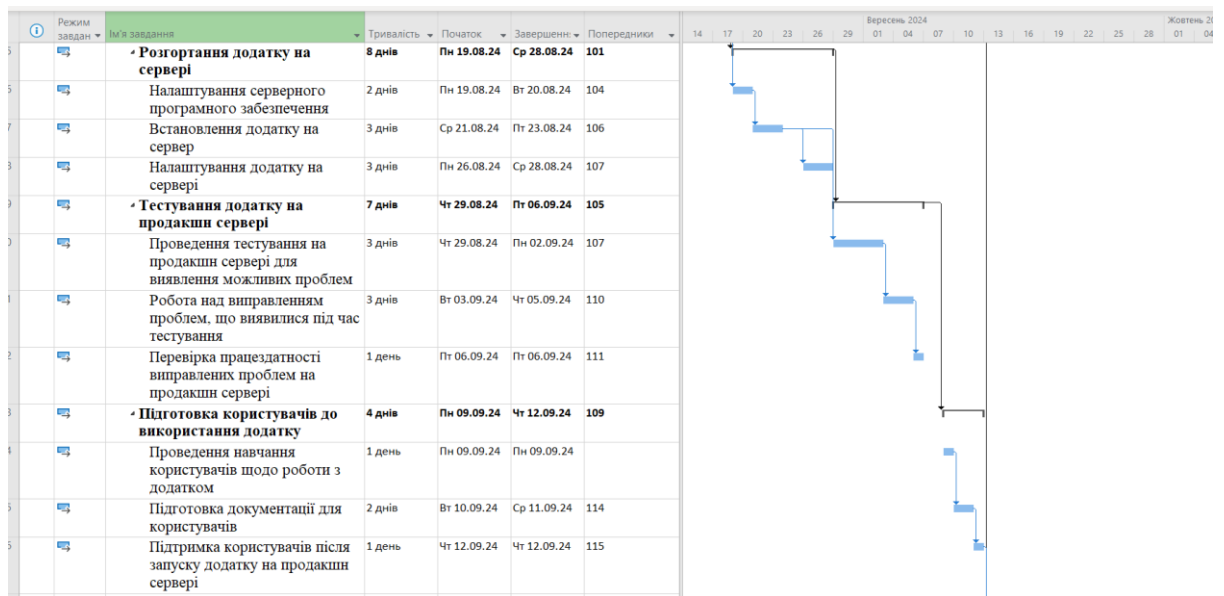 Вересень 2024 Жовтень 20
Режим
завдан Ім'я завдання Тривалість Початок Завершення Попередники 14 17 20 23 26 29 01 04 07 10 13 16 19 22 25 28 01 04
5 Розгортання додатку на 8 днів Пн 19.08.24 Ср 28.08.24 101
сервері
6 Налаштування серверного 2 днів Пн 19.08.24 Вт 20.08.24 104
програмного забезпечення
7 Встановлення додатку на 3 днів Ср 21.08.24 Пт 23.08.24 106
сервер
8 Налаштування додатку на 3 днів Пн 26.08.24 Ср 28.08.24 107
сервері
9 Тестування додатку на 7 днів Чт 29.08.24 Пт 06.09.24 105
продакшн сервері
0 Проведення тестування на 3 днів Чт 29.08.24 Пн 02.09.24 107
продакшн сервері для
виявлення можливих проблем
1 Робота над виправленням 3 днів Вт 03.09.24 Чт 05.09.24 110
проблем, що виявилися під час
тестування
2 Перевірка працездатності 1 день Пт 06.09.24 Пт 06.09.24 111
виправлених проблем на
продакшн сервері
3 Підготовка користувачів до 4 днів Пн 09.09.24 Чт 12.09.24 109
використання додатку
4 Проведення навчання 1 день Пн 09.09.24 Пн 09.09.24
користувачів щодо роботи з
додатком
5 Підготовка документації для 2 днів Вт 10.09.24 Ср 11.09.24 114
користувачів
6 Підтримка користувачів після 1 день Чт 12.09.24 Чт 12.09.24 115
запуску додатку на продакшн
сервері